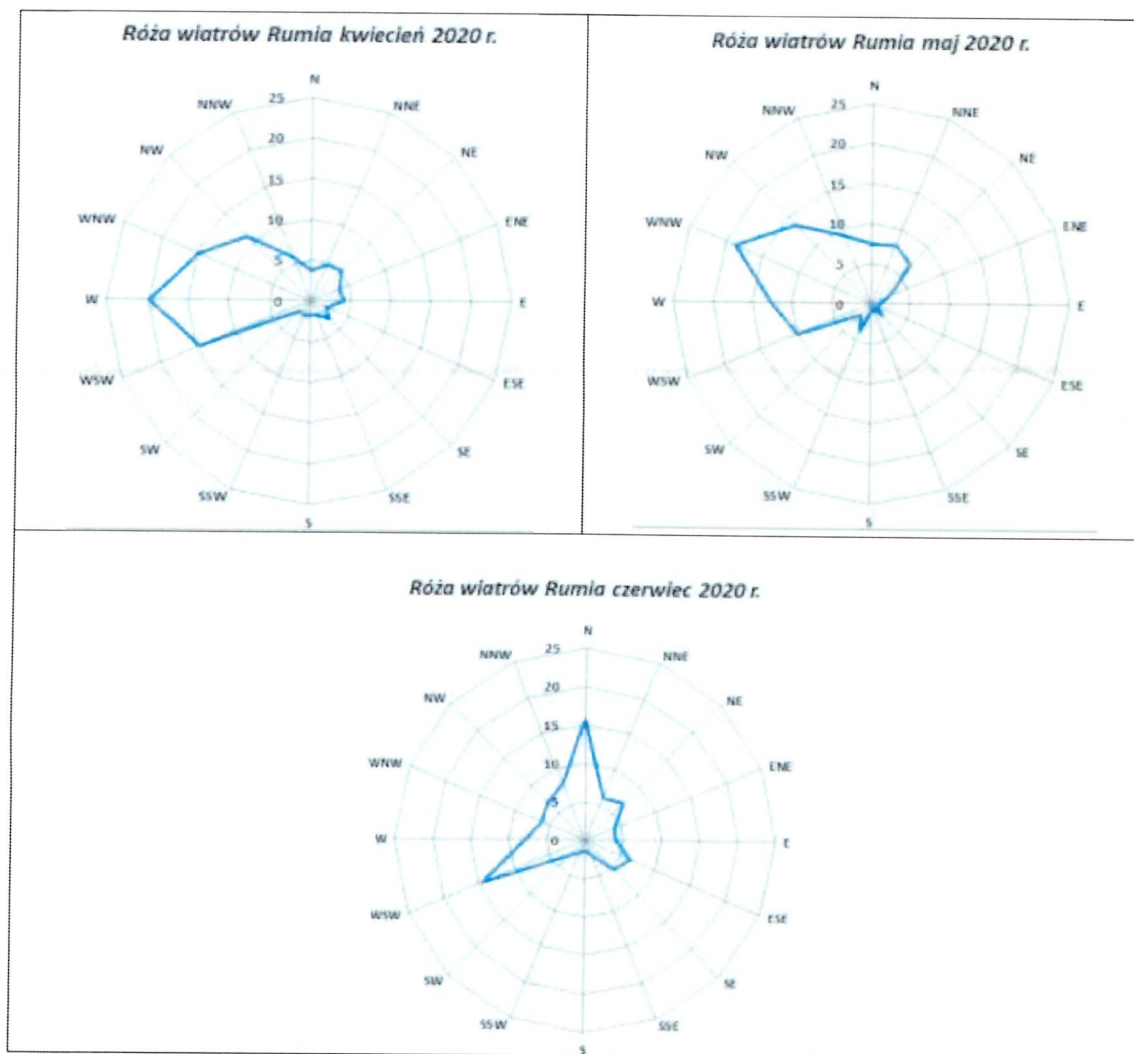 Róża wiatrów Rumia kwiecień 2020 r.
N
NNE
NE
ENE
E
ESE
SE
SSE
S
SSW
SW
WSW
W
WNW
NW
NNW
25
20
15
10
5
0
Róża wiatrów Rumia maj 2020 r.
N
NNE
NE
ENE
E
ESE
SE
SSE
S
SSW
SW
WSW
W
WNW
NW
NNW
25
20
15
10
5
0
Róża wiatrów Rumia czerwiec 2020 r.
N
NNE
NE
ENE
E
ESE
SE
SSE
S
SSW
SW
WSW
W
WNW
NW
NNW
25
20
15
10
5
0